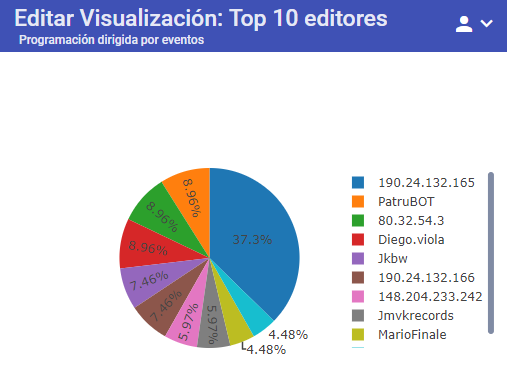 Editar Visualización: Top 10 editores
Programación dirigida por eventos
37.3%
8.96%
8.96%
8.96%
7.46%
7.46%
5.97%
5.97%
4.48%
4.48%
190.24.132.165
PatruBOT
80.32.54.3
Diego.viola
Jkbw
190.24.132.166
148.204.233.242
Jmvkrecords
MarioFinale